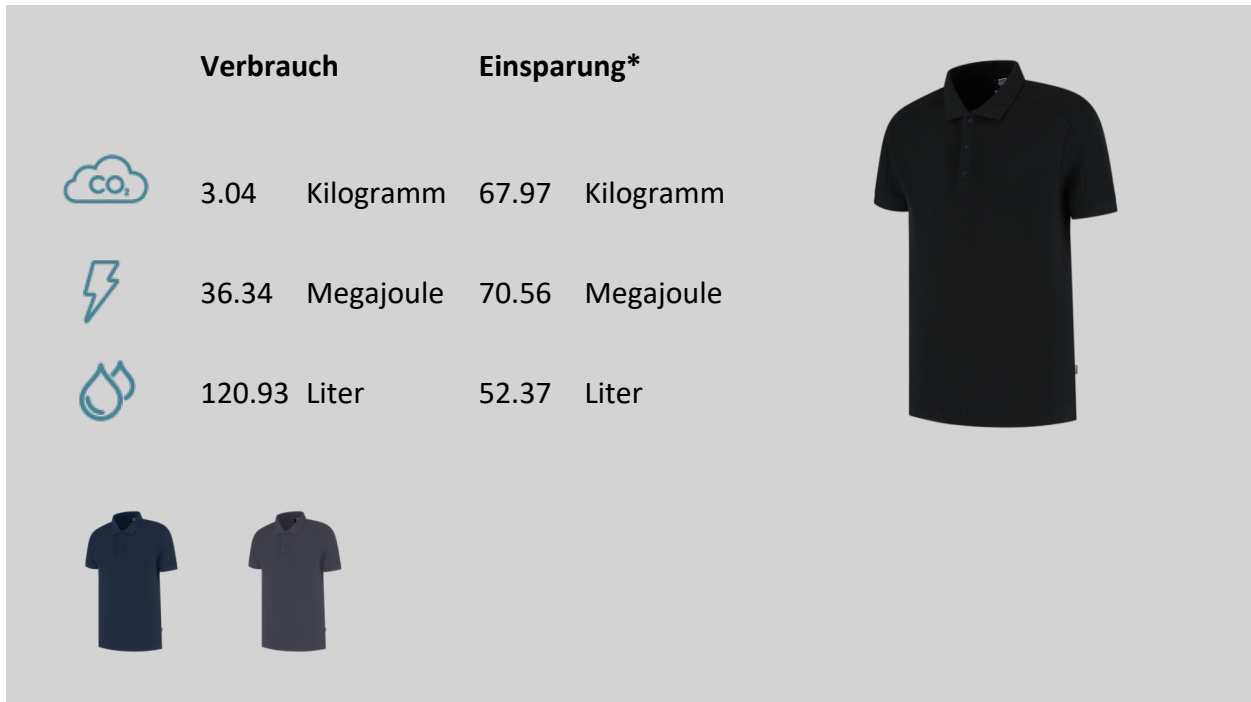 Verbrauch Einsparung*
CO₂ 3.04 Kilogramm 67.97 Kilogramm
36.34 Megajoule 70.56 Megajoule
120.93 Liter 52.37 Liter